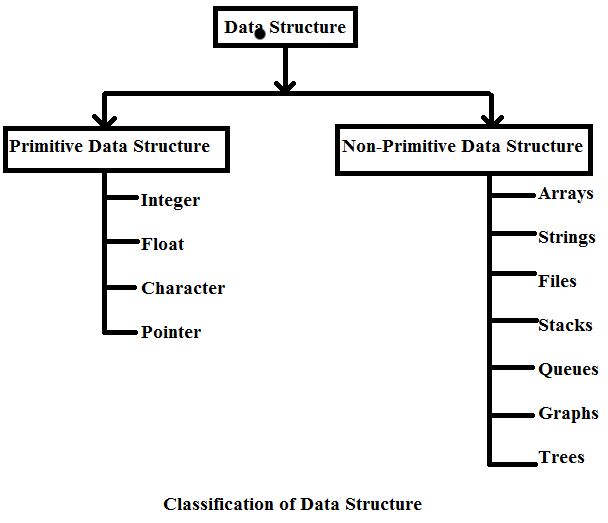 Data Structure
Primitive Data Structure
Integer
Float
Character
Pointer
Non-Primitive Data Structure
Arrays
Strings
Files
Stacks
Queues
Graphs
Trees
Classification of Data Structure